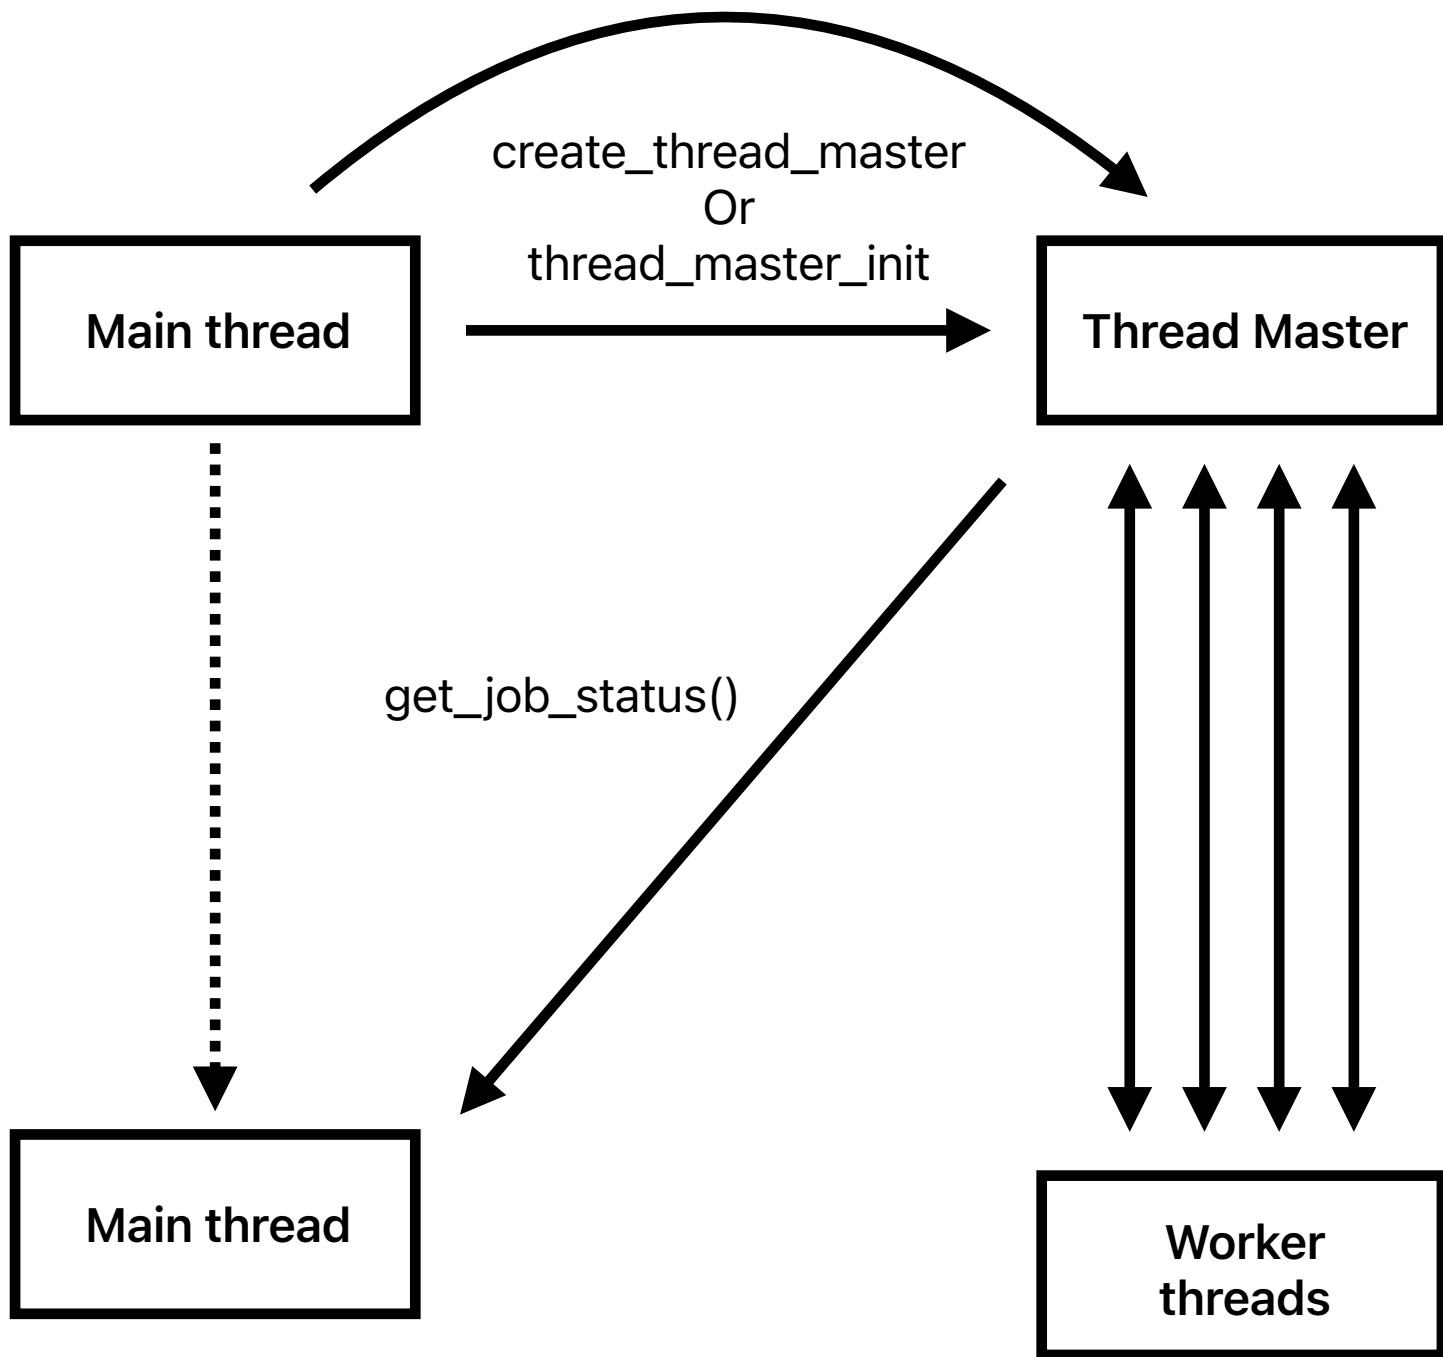 create_thread_master
Or
thread_master_init
Main thread
Thread Master
get_job_status()
Main thread
Worker
threads